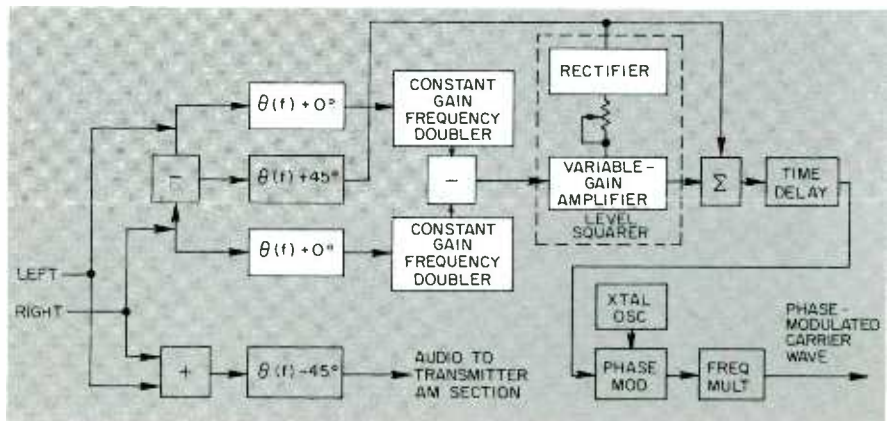 θ(f) + 0°
CONSTANT
GAIN
FREQUENCY
DOUBLER
RECTIFIER
−
θ(f) + 45°
−
VARIABLE-
GAIN
AMPLIFIER
LEVEL
SQUARER
Σ
TIME
DELAY
θ(f) + 0°
CONSTANT
GAIN
FREQUENCY
DOUBLER
LEFT
RIGHT
XTAL
OSC
PHASE-
MODULATED
CARRIER
WAVE
+
θ(f) − 45°
AUDIO TO
TRANSMITTER
AM SECTION
PHASE
MOD
FREQ
MULT